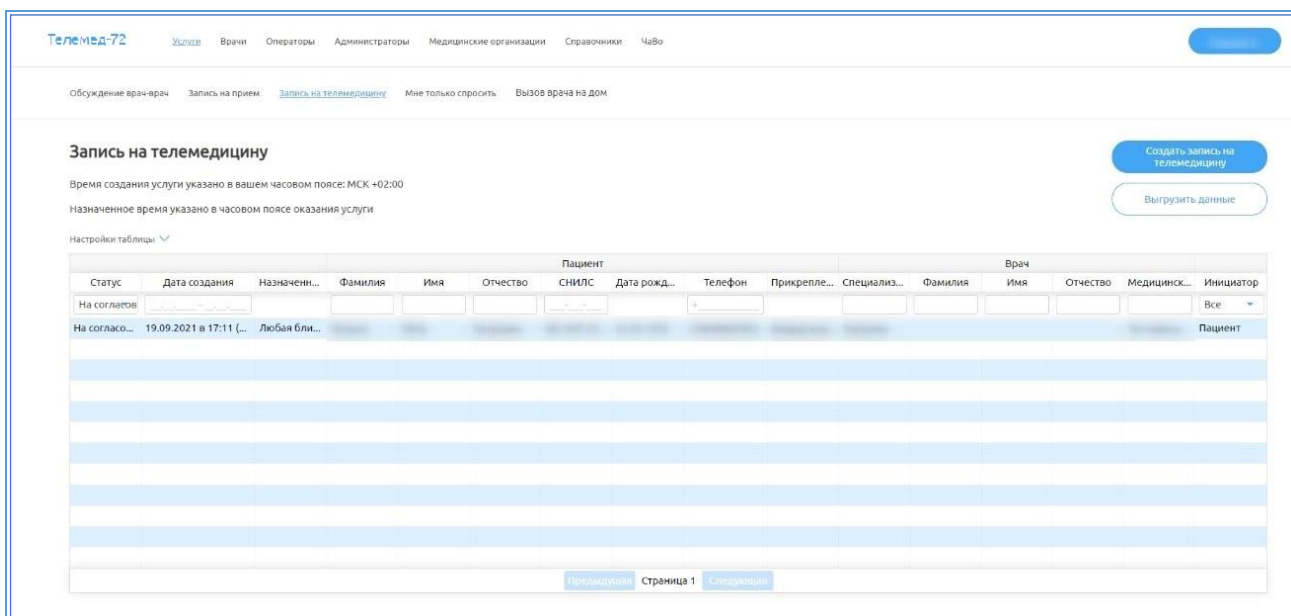 Телемед-72 Услуги Врачи Операторы Администраторы Медицинские организации Справочники ЧаВо
Обсуждение врач-врач Запись на прием Запись на телемедицину Мне только спросить Вызов врача на дом
Запись на телемедицину
Создать запись на
телемедицину
Время создания услуги указано в вашем часовом поясе: МСК +02:00
Выгрузить данные
Назначенное время указано в часовом поясе оказания услуги
Настройки таблицы
Пациент Врач
Статус Дата создания Назначенн... Фамилия Имя Отчество СНИЛС Дата рожд... Телефон Прикрепле... Специализ... Фамилия Имя Отчество Медицинск... Инициатор
На согласов Все
На согласо... 19.09.2021 в 17:11 (... Любая бли... Пациент
Предыдущая Страница 1 Следующая